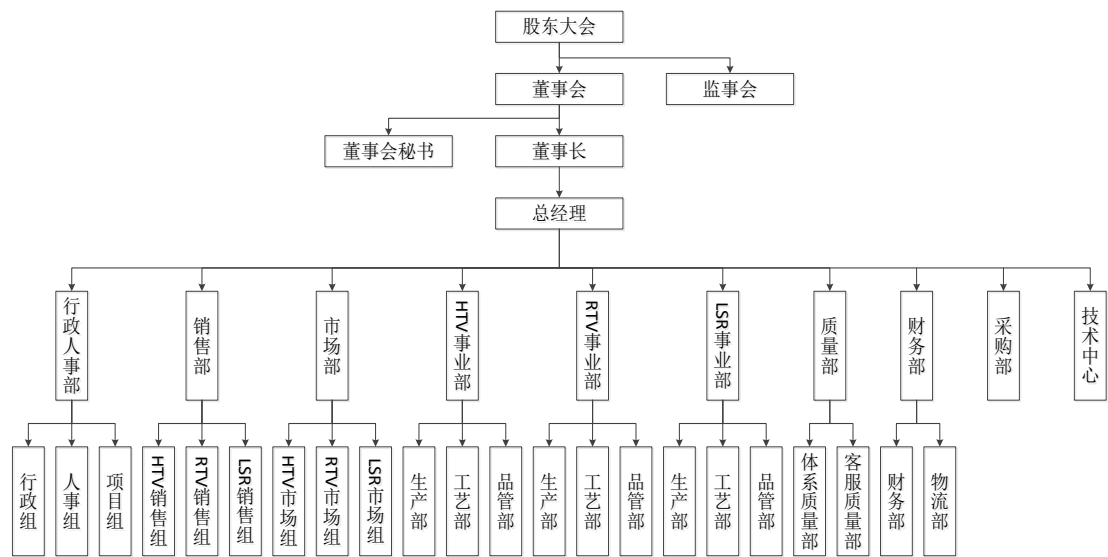 股东大会
董事会
监事会
董事会秘书
董事长
总经理
行政人事部
销售部
市场部
HTV事业部
RTV事业部
LSR事业部
质量部
财务部
采购部
技术中心
行政组
人事组
项目组
HTV销售组
RTV销售组
LSR销售组
HTV市场组
RTV市场组
LSR市场组
生产部
工艺部
品管部
生产部
工艺部
品管部
生产部
工艺部
品管部
体系质量部
客服质量部
财务部
物流部